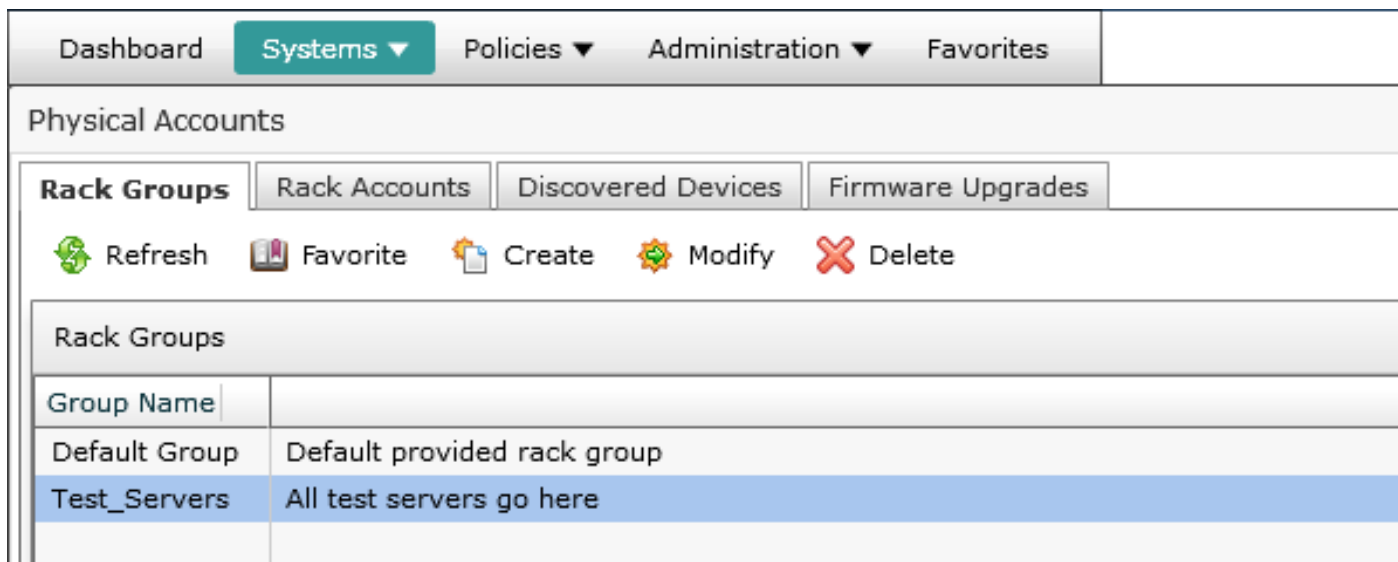 Dashboard Systems Policies Administration Favorites
Physical Accounts
Rack Groups Rack Accounts Discovered Devices Firmware Upgrades
Refresh Favorite Create Modify Delete
Rack Groups
Group Name
Default Group Default provided rack group
Test_Servers All test servers go here